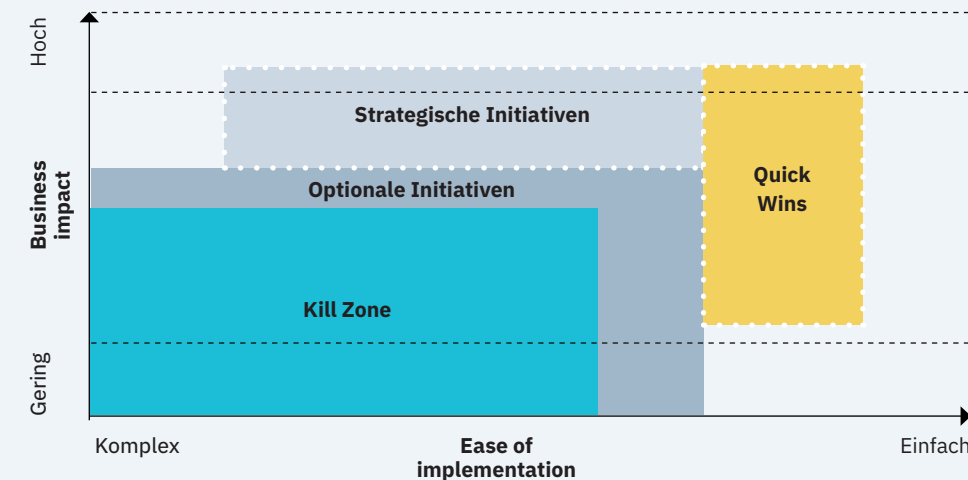 Hoch
Strategische Initiativen
Quick
Wins
Optionale Initiativen
Business
impact
Kill Zone
Gering
Komplex
Ease of
implementation
Einfach